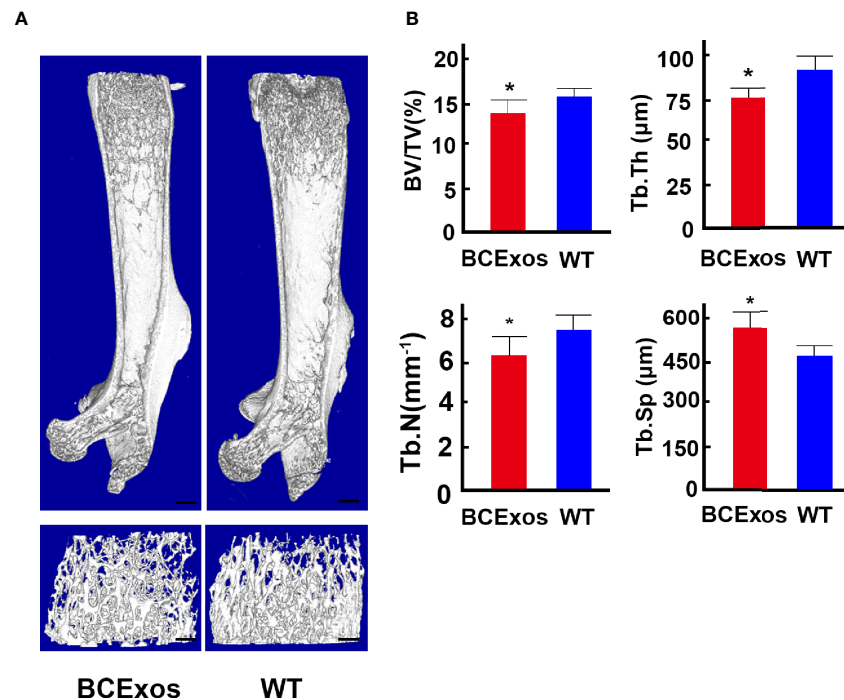 A
B
BV/TV(%)
20
15
10
5
0
*
BCExos WT
Tb.Th (µm)
100
75
50
25
0
*
BCExos WT
Tb.N(mm⁻¹)
8
6
4
2
0
*
BCExos WT
Tb.Sp (µm)
600
450
300
150
0
*
BCExos WT
BCExos WT